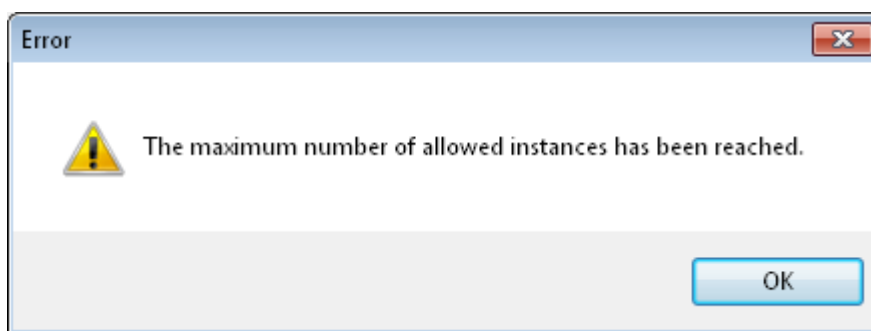 Error
The maximum number of allowed instances has been reached.
OK